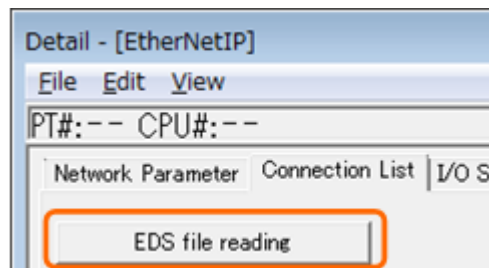 Detail - [EtherNetIP]
File Edit View
PT#:-- CPU#:--
Network Parameter Connection List I/O S
EDS file reading